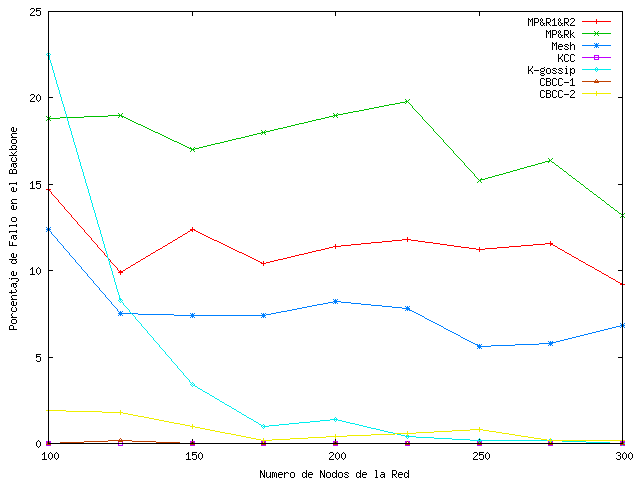 25
20
15
10
5
0
100
150
200
250
300
Porcentaje de Fallo en el Backbone
Numero de Nodos de la Red
MP&R1&R2
MP&Rk
Mesh
KCC
K-gossip
CBCC-1
CBCC-2